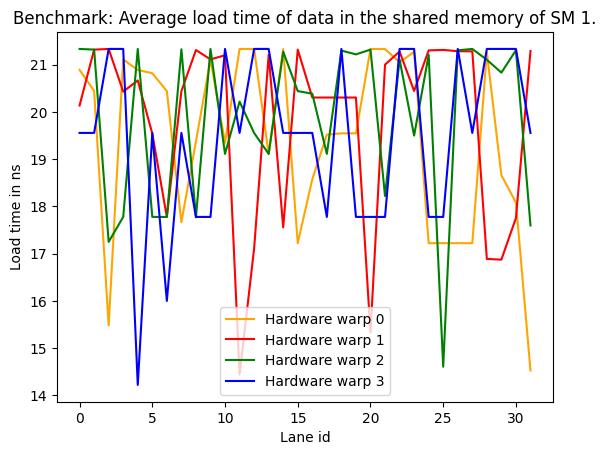 Benchmark: Average load time of data in the shared memory of SM 1.
21
20
19
18
17
16
15
14
Load time in ns
Hardware warp 0
Hardware warp 1
Hardware warp 2
Hardware warp 3
0 5 10 15 20 25 30
Lane id